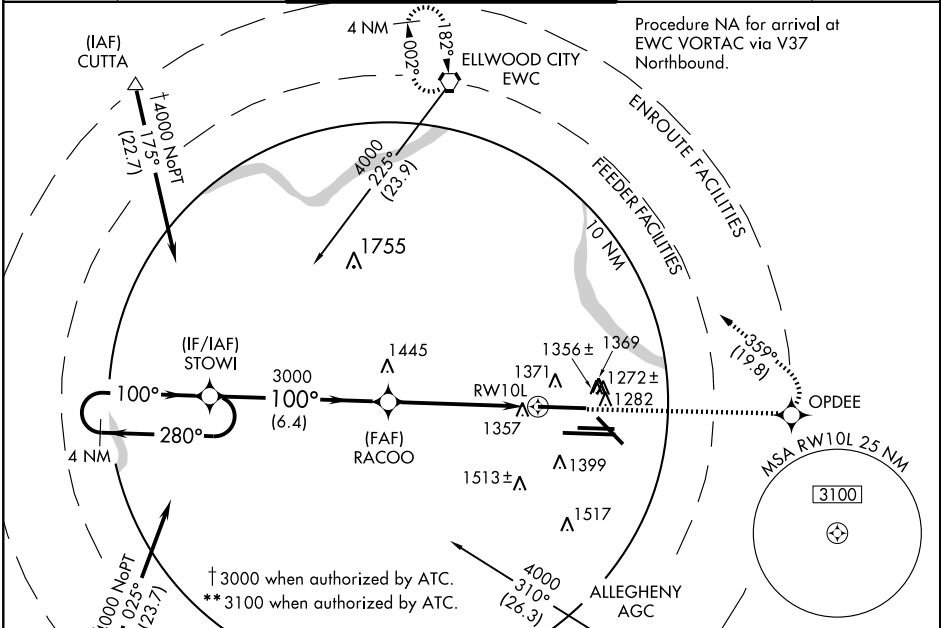 Procedure NA for arrival at
EWC VORTAC via V37
Northbound.
4 NM
182°
002°
(IAF)
CUTTA
ELLWOOD CITY
EWC
†4000 NoPT
175°
(22.7)
4000
225°
(23.9)
ENROUTE FACILITIES
FEEDER FACILITIES
10 NM
1755
(IF/IAF)
STOWI
1445
1356±
1369
1371
1272±
1282
359°
(19.8)
RW10L
100°
3000
100°
(6.4)
OPDEE
280°
4 NM
(FAF)
RACOO
1357
1399
1513±
1517
MSA RW10L 25 NM
3100
4000 NoPT
025°
(23.7)
†3000 when authorized by ATC.
**3100 when authorized by ATC.
4000
310°
(26.3)
ALLEGHENY
AGC